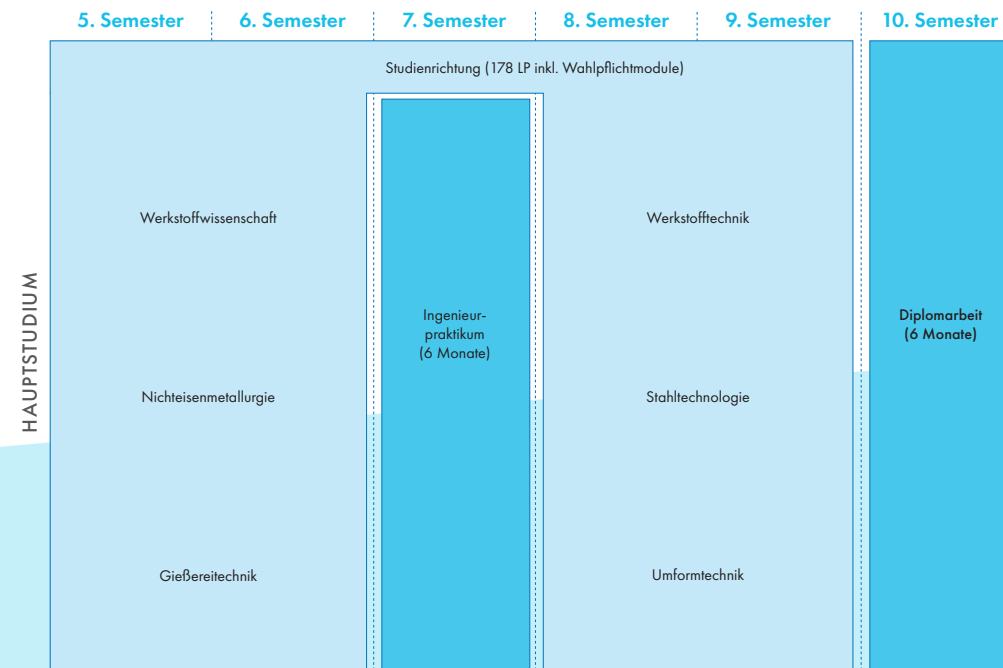 5. Semester
6. Semester
7. Semester
8. Semester
9. Semester
10. Semester
Studienrichtung (178 LP inkl. Wahlpflichtmodule)
HAUPTSTUDIUM
Werkstoffwissenschaft
Werkstofftechnik
Ingenieur-
praktikum
(6 Monate)
Diplomarbeit
(6 Monate)
Nichteisenmetallurgie
Stahltechnologie
Gießereitechnik
Umformtechnik